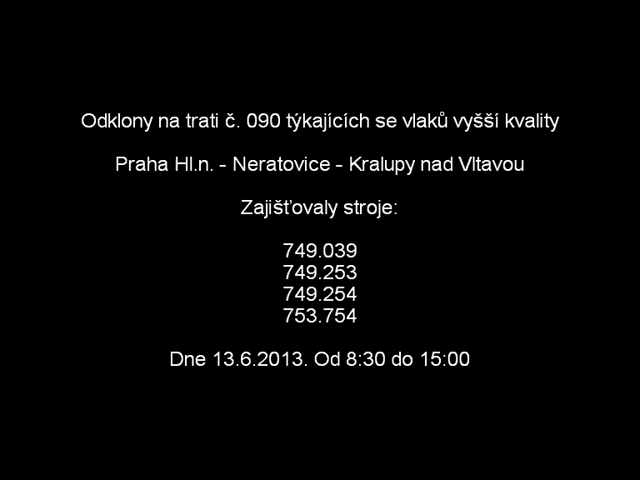 Odklony na trati č. 090 týkajících se vlaků vyšší kvality
Praha Hl.n. - Neratovice - Kralupy nad Vltavou
Zajišťovaly stroje:
749.039
749.253
749.254
753.754
Dne 13.6.2013. Od 8:30 do 15:00